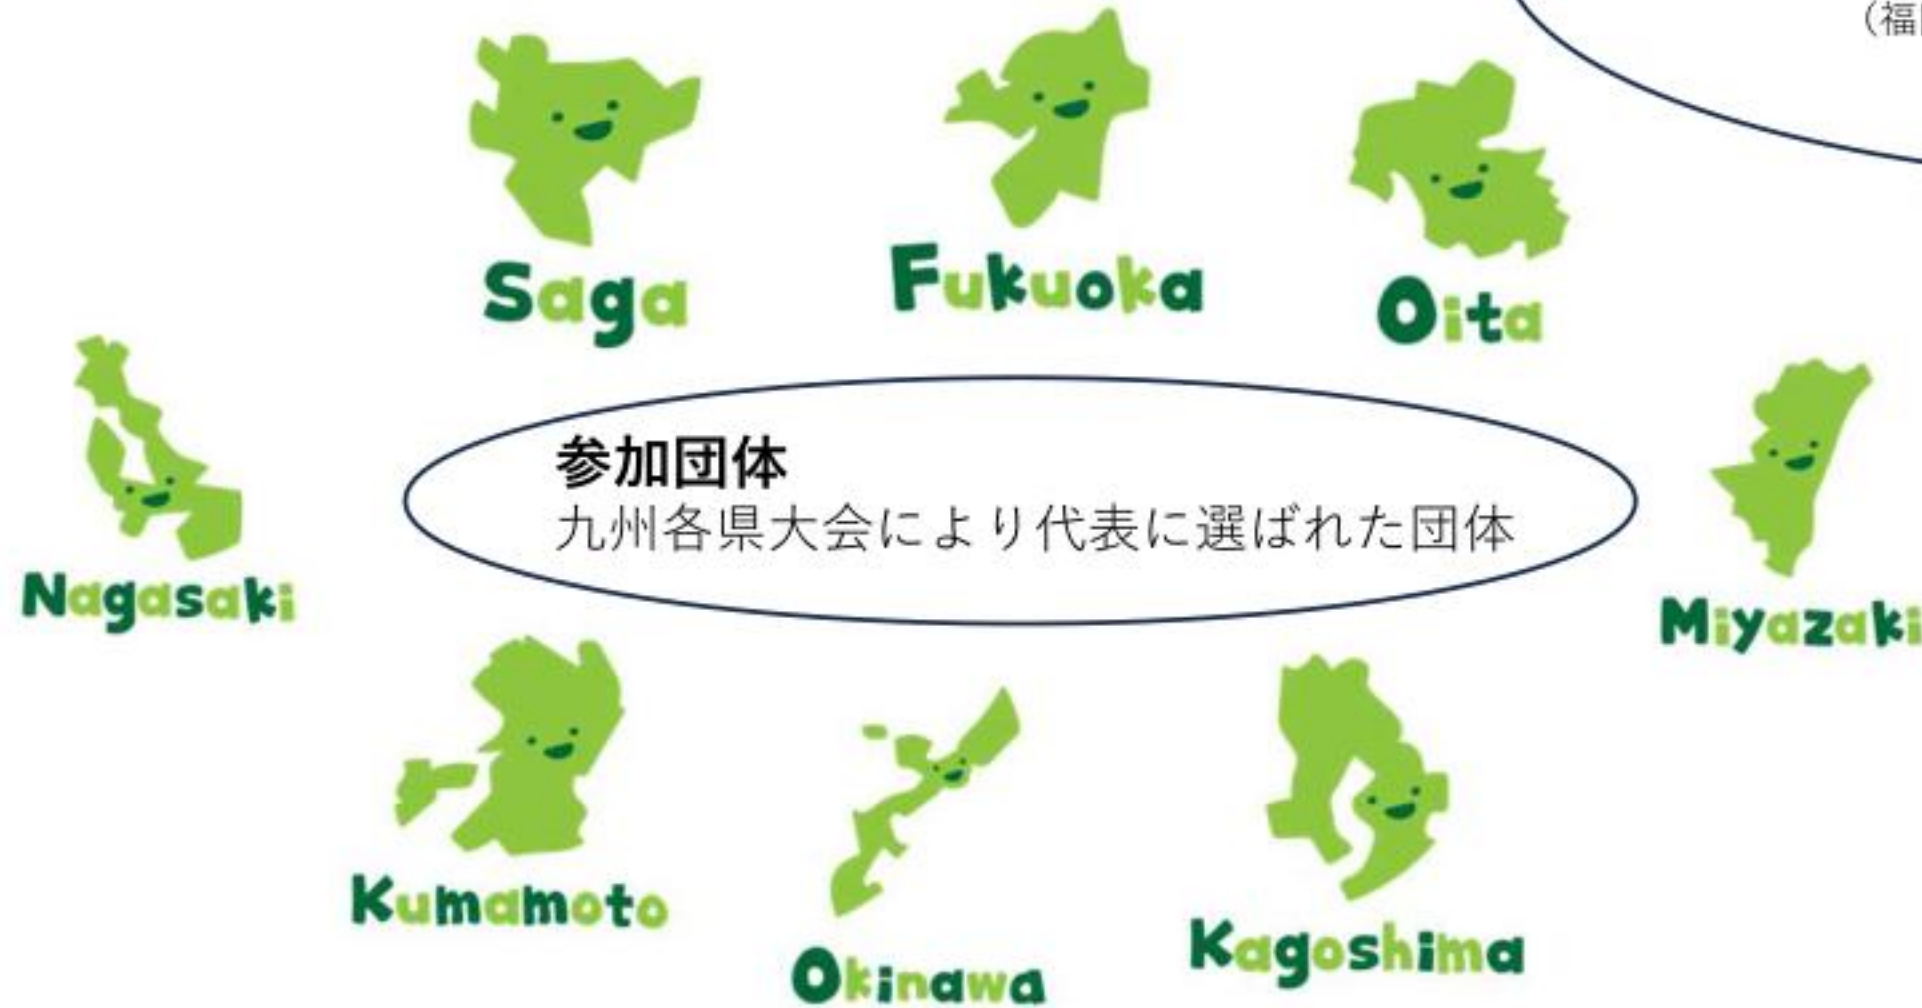 （福
Saga
Fukuoka
Oita
参加団体
九州各県大会により代表に選ばれた団体
Nagasaki
Miyazaki
Kumamoto
Okinawa
Kagoshima